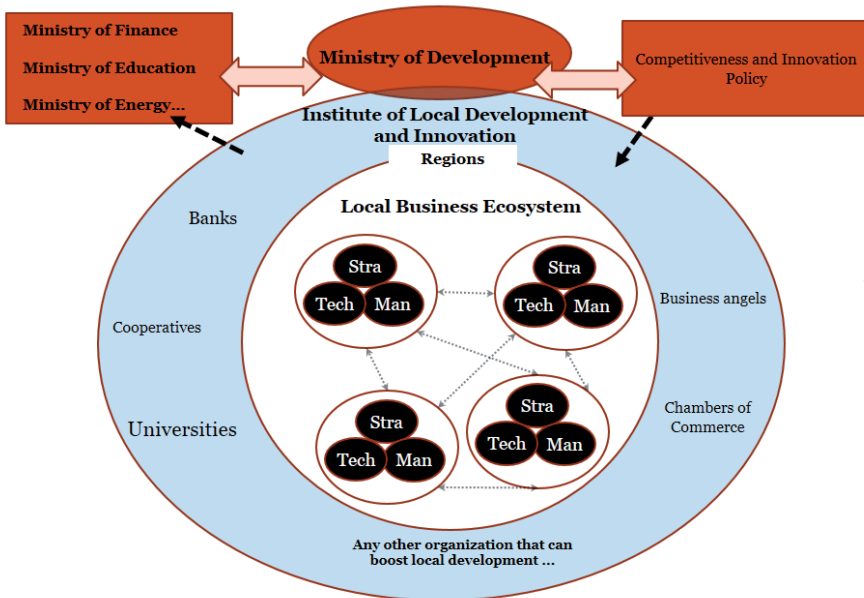 Ministry of Finance
Ministry of Education
Ministry of Energy...
Ministry of Development
Competitiveness and Innovation
Policy
Institute of Local Development
and Innovation
Regions
Local Business Ecosystem
Banks
Cooperatives
Universities
Business angels
Chambers of
Commerce
Stra
Tech
Man
Stra
Tech
Man
Stra
Tech
Man
Stra
Tech
Man
Any other organization that can
boost local development ...